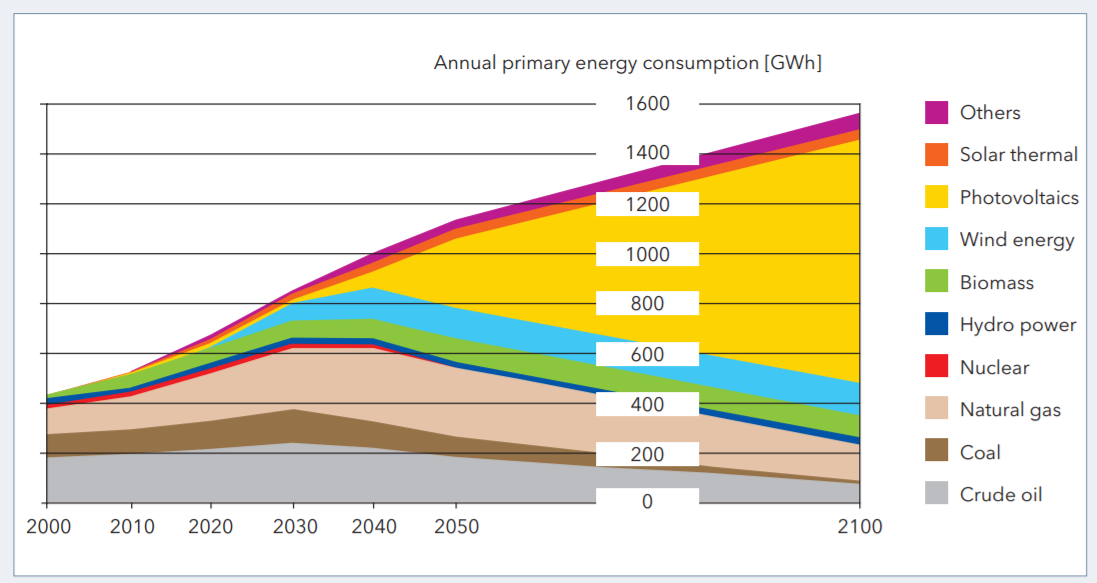 Annual primary energy consumption [GWh]
1600
1400
1200
1000
800
600
400
200
0
2000 2010 2020 2030 2040 2050 2100
Others
Solar thermal
Photovoltaics
Wind energy
Biomass
Hydro power
Nuclear
Natural gas
Coal
Crude oil